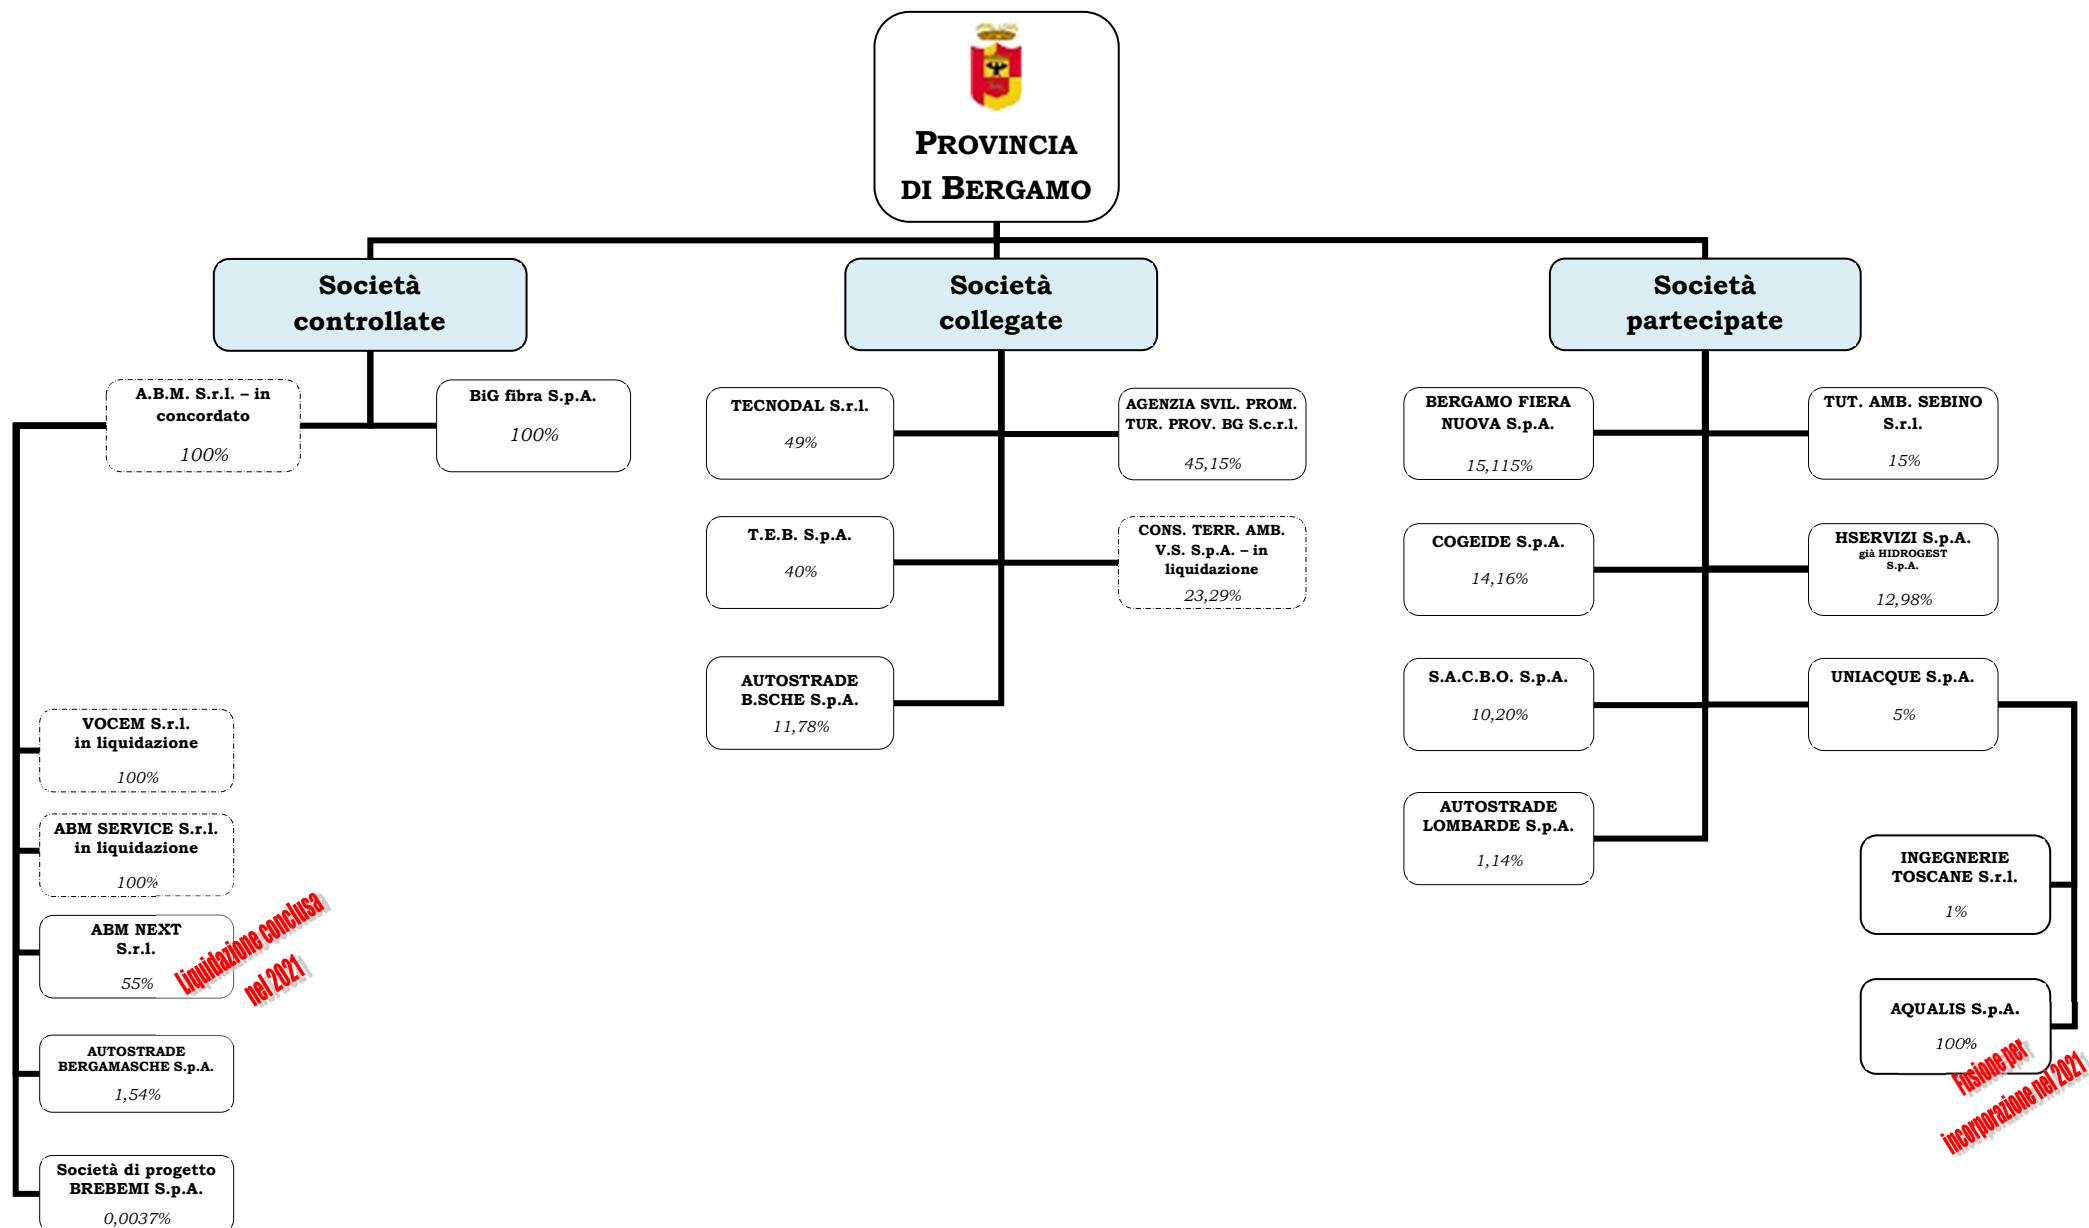 PROVINCIA
DI BERGAMO
Società
controllate
Società
collegate
Società
partecipate
A.B.M. S.r.l. – in
concordato
100%
BiG fibra S.p.A.
100%
TECNODAL S.r.l.
49%
AGENZIA SVIL. PROM.
TUR. PROV. BG S.c.r.l.
45,15%
BERGAMO FIERA
NUOVA S.p.A.
15,115%
TUT. AMB. SEBINO
S.r.l.
15%
T.E.B. S.p.A.
40%
CONS. TERR. AMB.
V.S. S.p.A. – in
liquidazione
23,29%
COGEIDE S.p.A.
14,16%
HSERVIZI S.p.A.
già HIDROGEST
S.p.A.
12,98%
AUTOSTRADE
B.SCHE S.p.A.
11,78%
S.A.C.B.O. S.p.A.
10,20%
UNIACQUE S.p.A.
5%
VOCEM S.r.l.
in liquidazione
100%
ABM SERVICE S.r.l.
in liquidazione
100%
AUTOSTRADE
LOMBARDE S.p.A.
1,14%
INGEGNERIE
TOSCANE S.r.l.
1%
ABM NEXT
S.r.l.
55%
Liquidazione conclusa
nel 2021
AQUALIS S.p.A.
100%
Fusione per
incorporazione nel 2021
AUTOSTRADE
BERGAMASCHE S.p.A.
1,54%
Società di progetto
BREBEMI S.p.A.
0,0037%